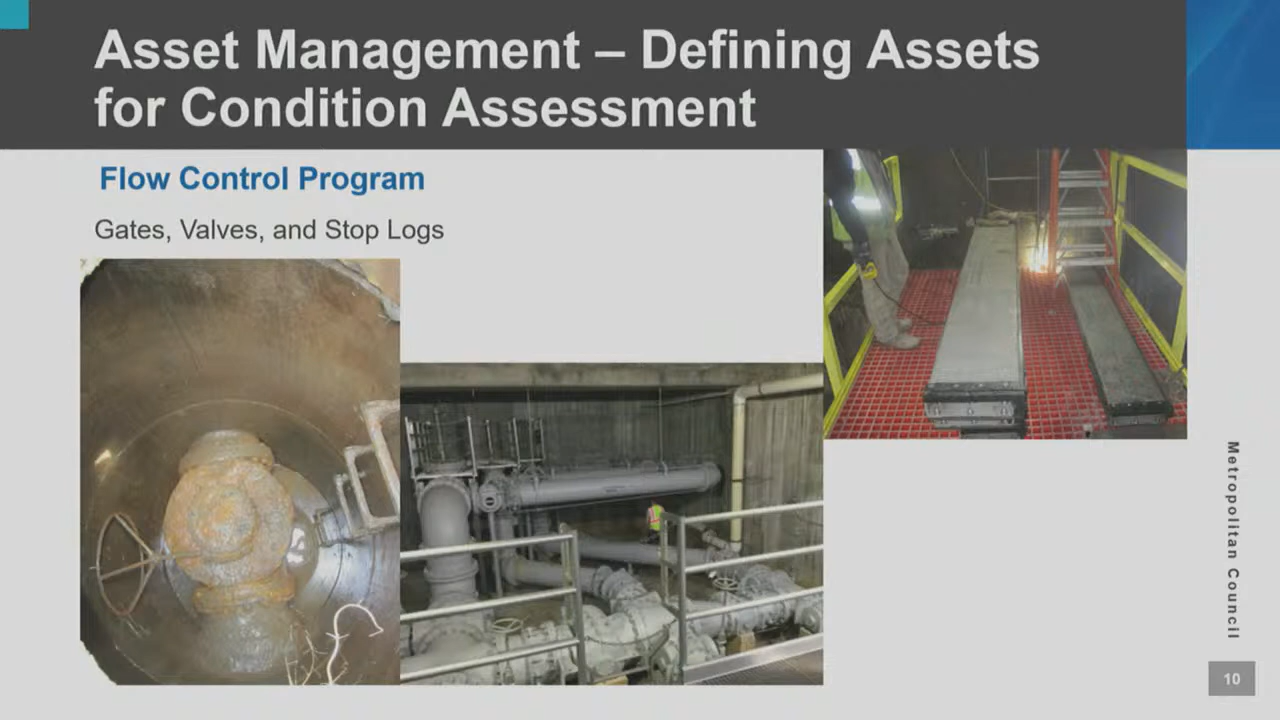 Asset Management – Defining Assets
for Condition Assessment
Flow Control Program
Gates, Valves, and Stop Logs
Metropolitan Council
10